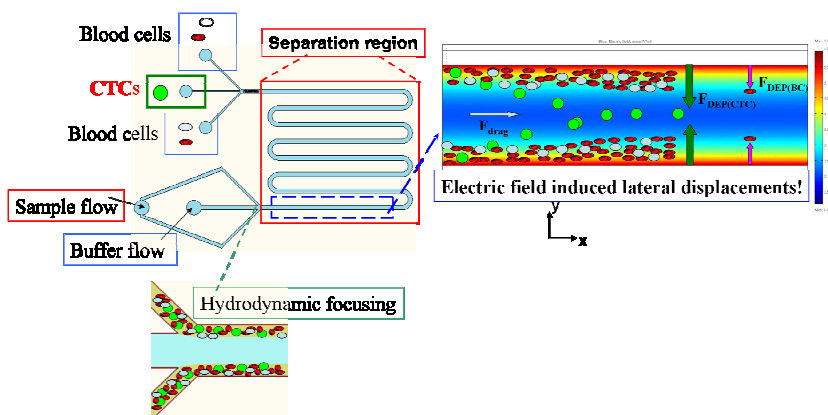 Blood cells
Separation region
CTCs
Blood cells
F_DEP(BC)
F_DEP(CTC)
F_drag
Electric field induced lateral displacements!
Sample flow
Buffer flow
y
x
Hydrodynamic focusing